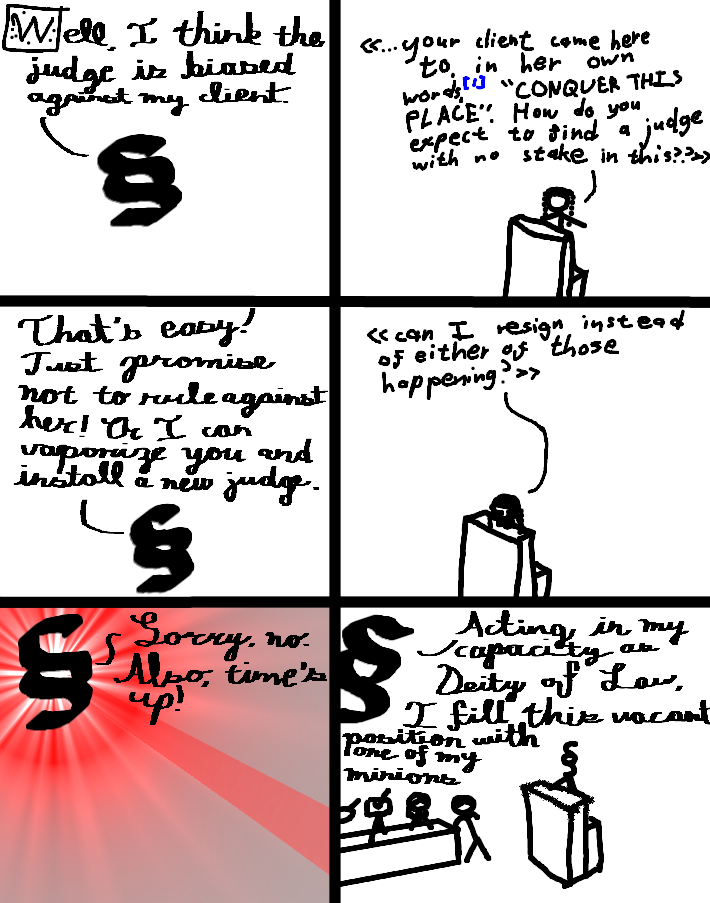 Well, I think the
judge is biased
against my client.
«...your client came here
to, in her own
words,[1] "CONQUER THIS
PLACE". How do you
expect to find a judge
with no stake in this??»
That's easy!
Just promise
not to rule against
her! Or I can
vaporize you and
install a new judge.
«can I resign instead
of either of those
happening?»
Sorry, no.
Also, time's
up!
Acting, in my
capacity as
Deity of Law,
I fill this vacant
position with
one of my
minions